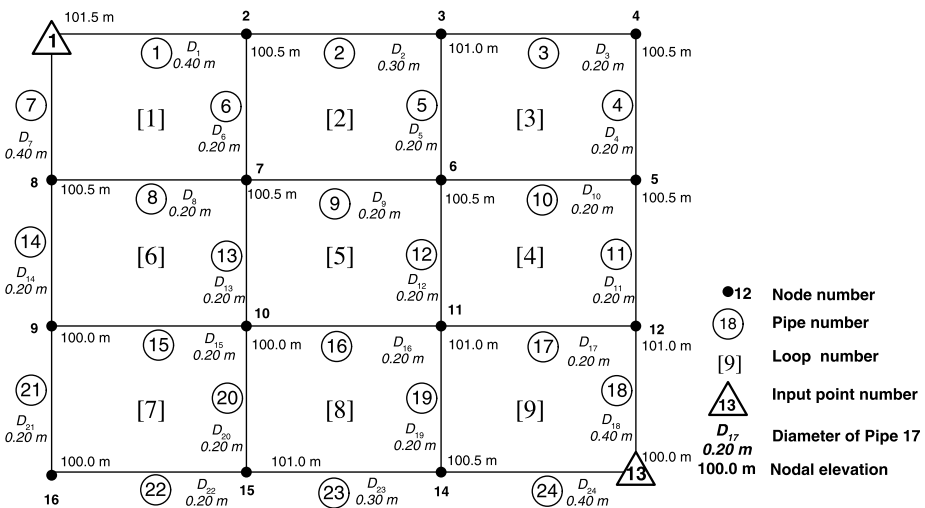 101.5 m
2
3
4
1
1
D1
0.40 m
100.5 m
2
D2
0.30 m
101.0 m
3
D3
0.20 m
100.5 m
7
D7
0.40 m
[1]
6
D6
0.20 m
[2]
5
D5
0.20 m
[3]
4
D4
0.20 m
8
100.5 m
8
D8
0.20 m
7
100.5 m
9
D9
0.20 m
6
100.5 m
10
D10
0.20 m
5
100.5 m
14
D14
0.20 m
[6]
13
D13
0.20 m
[5]
12
D12
0.20 m
[4]
11
D11
0.20 m
9
100.0 m
15
D15
0.20 m
10
100.0 m
16
D16
0.20 m
11
101.0 m
17
D17
0.20 m
12
101.0 m
21
D21
0.20 m
[7]
20
D20
0.20 m
[8]
19
D19
0.20 m
[9]
18
D18
0.40 m
100.0 m
16
22
D22
0.20 m
101.0 m
15
23
D23
0.30 m
100.5 m
14
24
D24
0.40 m
100.0 m
13
12 Node number
18 Pipe number
[9] Loop number
13 Input point number
D17
0.20 m Diameter of Pipe 17
100.0 m Nodal elevation